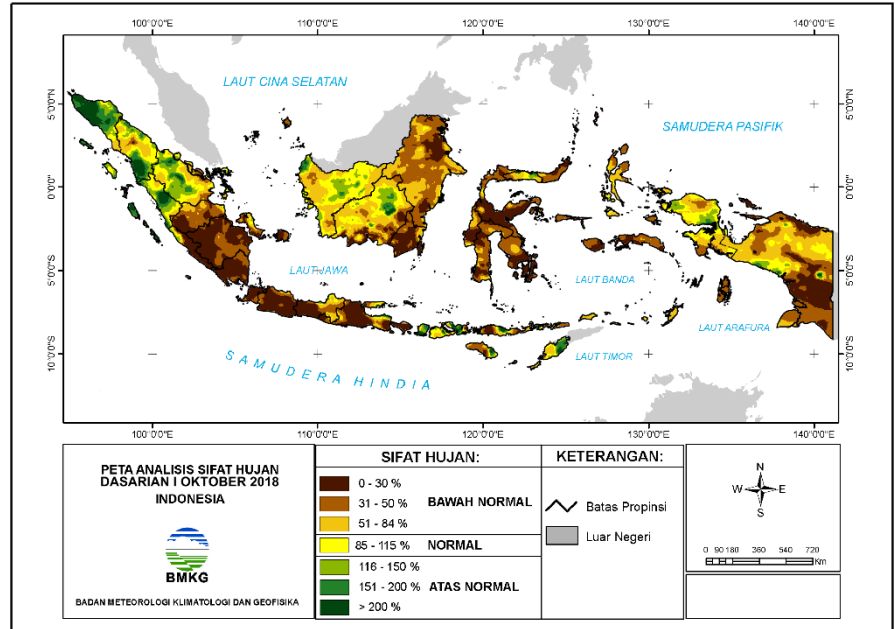 100°0'0"E
110°0'0"E
120°0'0"E
130°0'0"E
140°0'0"E
5°0'0"N
0°0'0"
5°0'0"S
10°0'0"S
5°0'0"N
0°0'0"
5°0'0"S
10°0'0"S
LAUT CINA SELATAN
SAMUDERA PASIFIK
LAUT JAWA
LAUT BANDA
LAUT ARAFURA
LAUT TIMOR
SAMUDERA HINDIA
100°0'0"E
110°0'0"E
120°0'0"E
130°0'0"E
140°0'0"E
PETA ANALISIS SIFAT HUJAN
DASARIAN I OKTOBER 2018
INDONESIA
BMKG
BADAN METEOROLOGI KLIMATOLOGI DAN GEOFISIKA
SIFAT HUJAN:
0 - 30 %
31 - 50 % BAWAH NORMAL
51 - 84 %
85 - 115 % NORMAL
116 - 150 %
151 - 200 % ATAS NORMAL
> 200 %
KETERANGAN:
Batas Propinsi
Luar Negeri
N
W E
S
0 90 180 360 540 720
Km